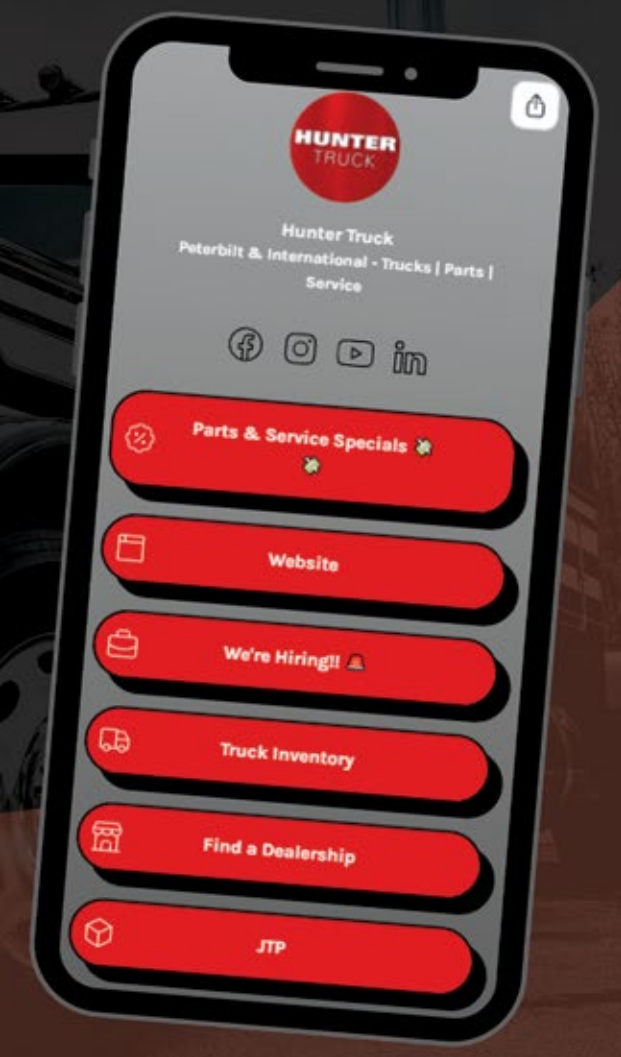 HUNTER
TRUCK
Hunter Truck
Peterbilt & International - Trucks | Parts |
Service
Parts & Service Specials 💸
💸
Website
We're Hiring!! 🚨
Truck Inventory
Find a Dealership
JTP